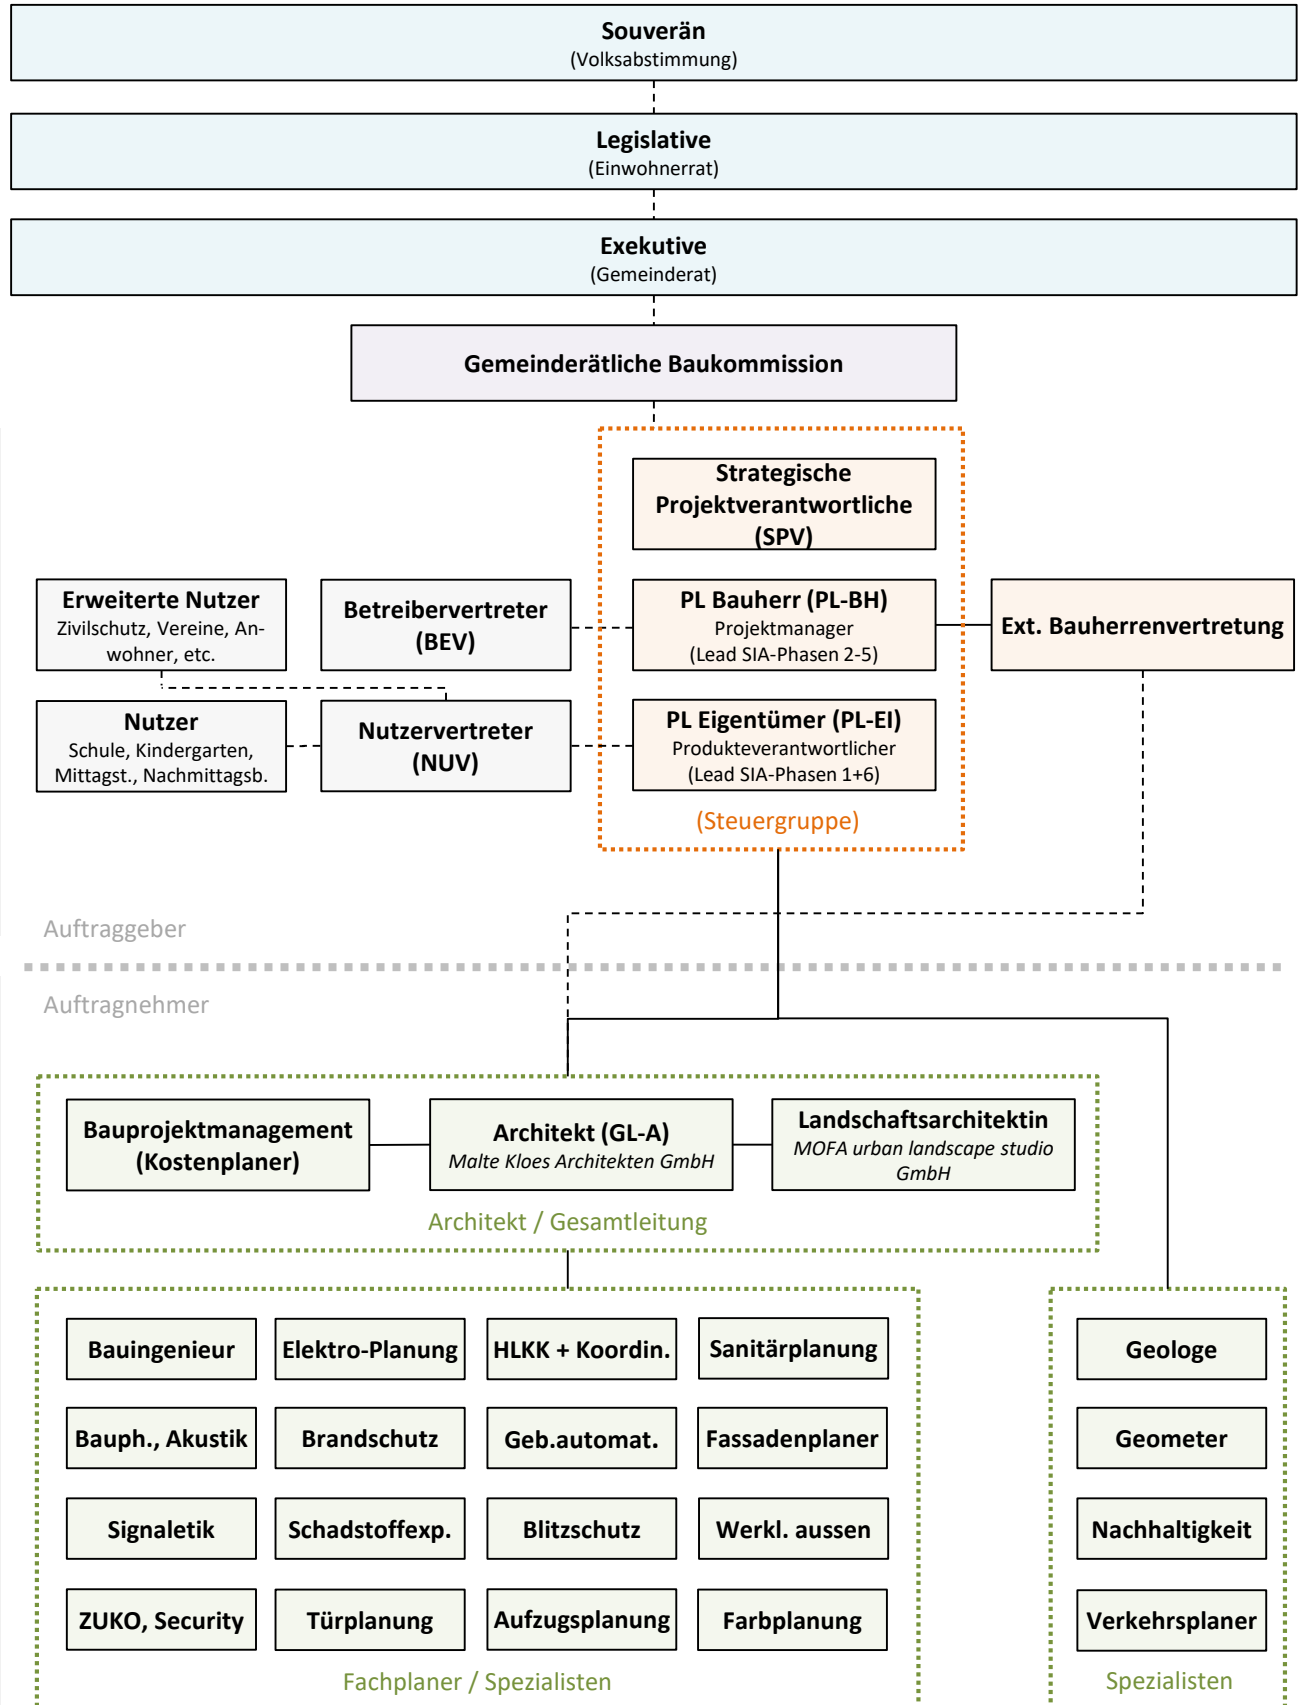 Souverän
(Volksabstimmung)
Legislative
(Einwohnerrat)
Exekutive
(Gemeinderat)
Gemeinderätliche Baukommission
Strategische
Projektverantwortliche
(SPV)
Erweiterte Nutzer
Zivilschutz, Vereine, An-
wohner, etc.
Betreibervertreter
(BEV)
PL Bauherr (PL-BH)
Projektmanager
(Lead SIA-Phasen 2-5)
Ext. Bauherrenvertretung
Nutzer
Schule, Kindergarten,
Mittagst., Nachmittagsb.
Nutzervertreter
(NUV)
PL Eigentümer (PL-EI)
Produkteverantwortlicher
(Lead SIA-Phasen 1+6)
(Steuergruppe)
Auftraggeber
Auftragnehmer
Bauprojektmanagement
(Kostenplaner)
Architekt (GL-A)
Malte Kloes Architekten GmbH
Landschaftsarchitektin
MOFA urban landscape studio
GmbH
Architekt / Gesamtleitung
Bauingenieur
Elektro-Planung
HLKK + Koordin.
Sanitärplanung
Geologe
Bauph., Akustik
Brandschutz
Geb.automat.
Fassadenplaner
Geometer
Signaletik
Schadstoffexp.
Blitzschutz
Werkl. aussen
Nachhaltigkeit
ZUKO, Security
Türplanung
Aufzugsplanung
Farbplanung
Verkehrsplaner
Fachplaner / Spezialisten
Spezialisten